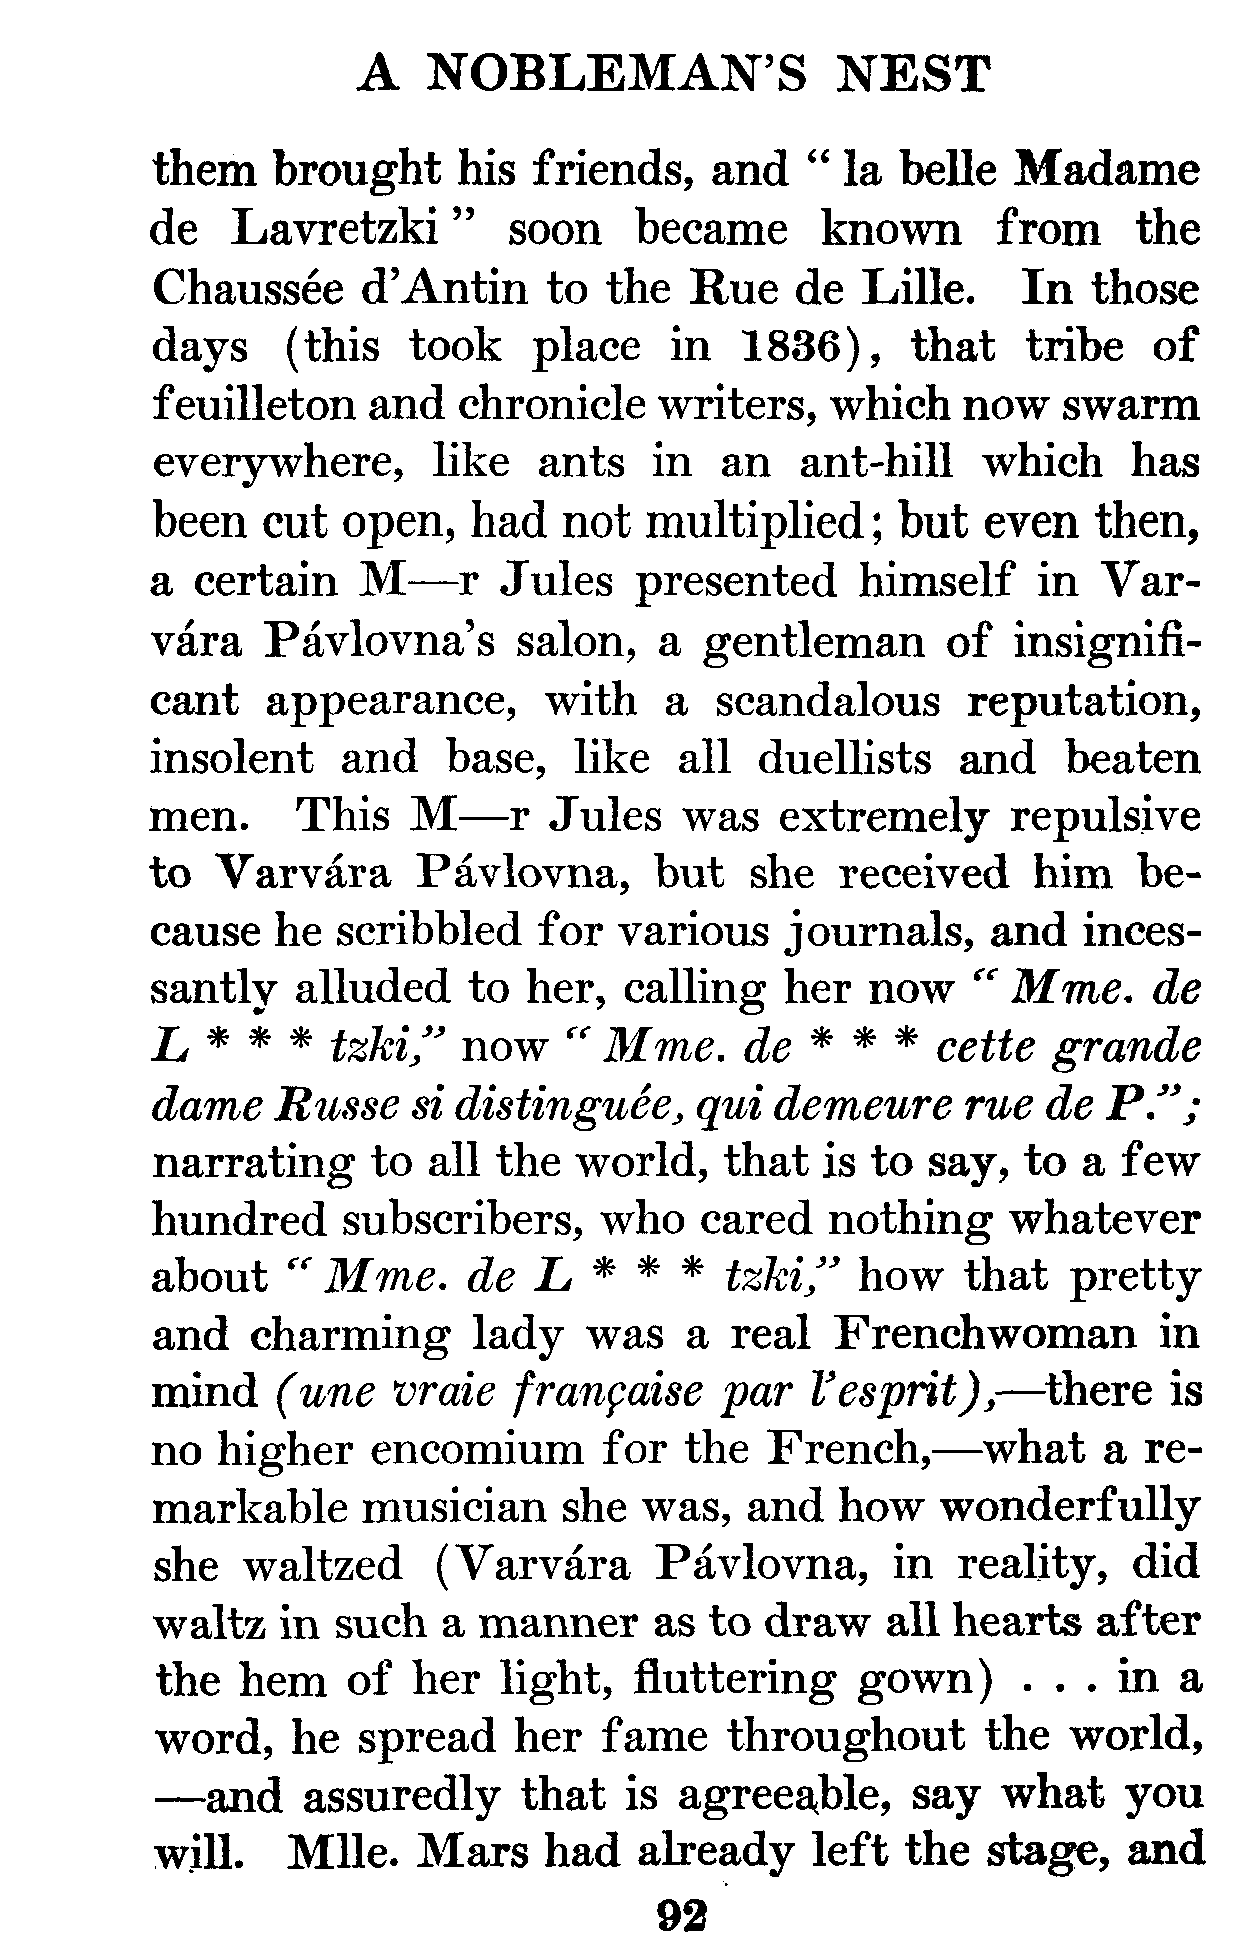 A NOBLEMAN'S NEST
them brought his friends, and “ la belle Madame
de Lavretzki ” soon became known from the
Chaussée d'Antin to the Rue de Lille. In those
days (this took place in 1836), that tribe of
feuilleton and chronicle writers, which now swarm
everywhere, like ants in an ant-hill which has
been cut open, had not multiplied; but even then,
a certain M—r Jules presented himself in Var-
vára Pávlovna's salon, a gentleman of insignifi-
cant appearance, with a scandalous reputation,
insolent and base, like all duellists and beaten
men. This M—r Jules was extremely repulsive
to Varvára Pávlovna, but she received him be-
cause he scribbled for various journals, and inces-
santly alluded to her, calling her now “ Mme. de
L * * * tzki,” now “ Mme. de * * * cette grande
dame Russe si distinguée, qui demeure rue de P.”;
narrating to all the world, that is to say, to a few
hundred subscribers, who cared nothing whatever
about “ Mme. de L * * * tzki,” how that pretty
and charming lady was a real Frenchwoman in
mind (une vraie française par l'esprit),—there is
no higher encomium for the French,—what a re-
markable musician she was, and how wonderfully
she waltzed (Varvára Pávlovna, in reality, did
waltz in such a manner as to draw all hearts after
the hem of her light, fluttering gown) . . . in a
word, he spread her fame throughout the world,
—and assuredly that is agreeable, say what you
will. Mlle. Mars had already left the stage, and
92